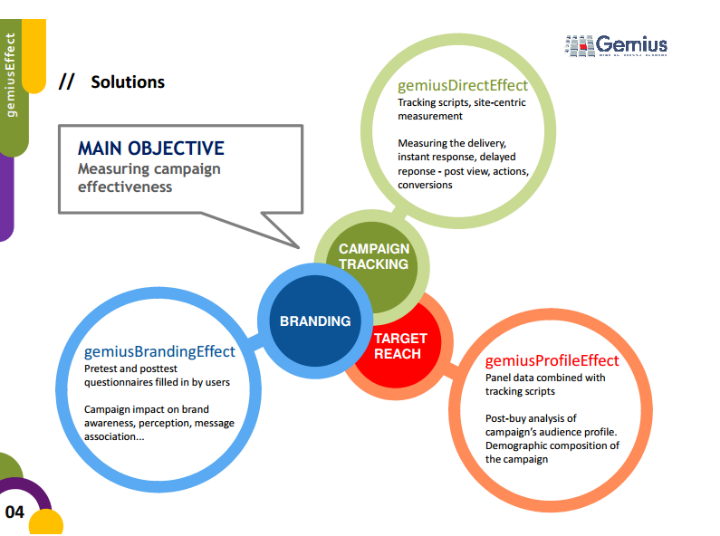 gemiusEffect
Gemius
// Solutions
MAIN OBJECTIVE
Measuring campaign
effectiveness
gemiusDirectEffect
Tracking scripts, site-centric
measurement
Measuring the delivery,
instant response, delayed
reponse - post view, actions,
conversions
CAMPAIGN
TRACKING
BRANDING
TARGET
REACH
gemiusBrandingEffect
Pretest and posttest
questionnaires filled in by users
Campaign impact on brand
awareness, perception, message
association...
gemiusProfileEffect
Panel data combined with
tracking scripts
Post-buy analysis of
campaign's audience profile.
Demographic composition of
the campaign
04